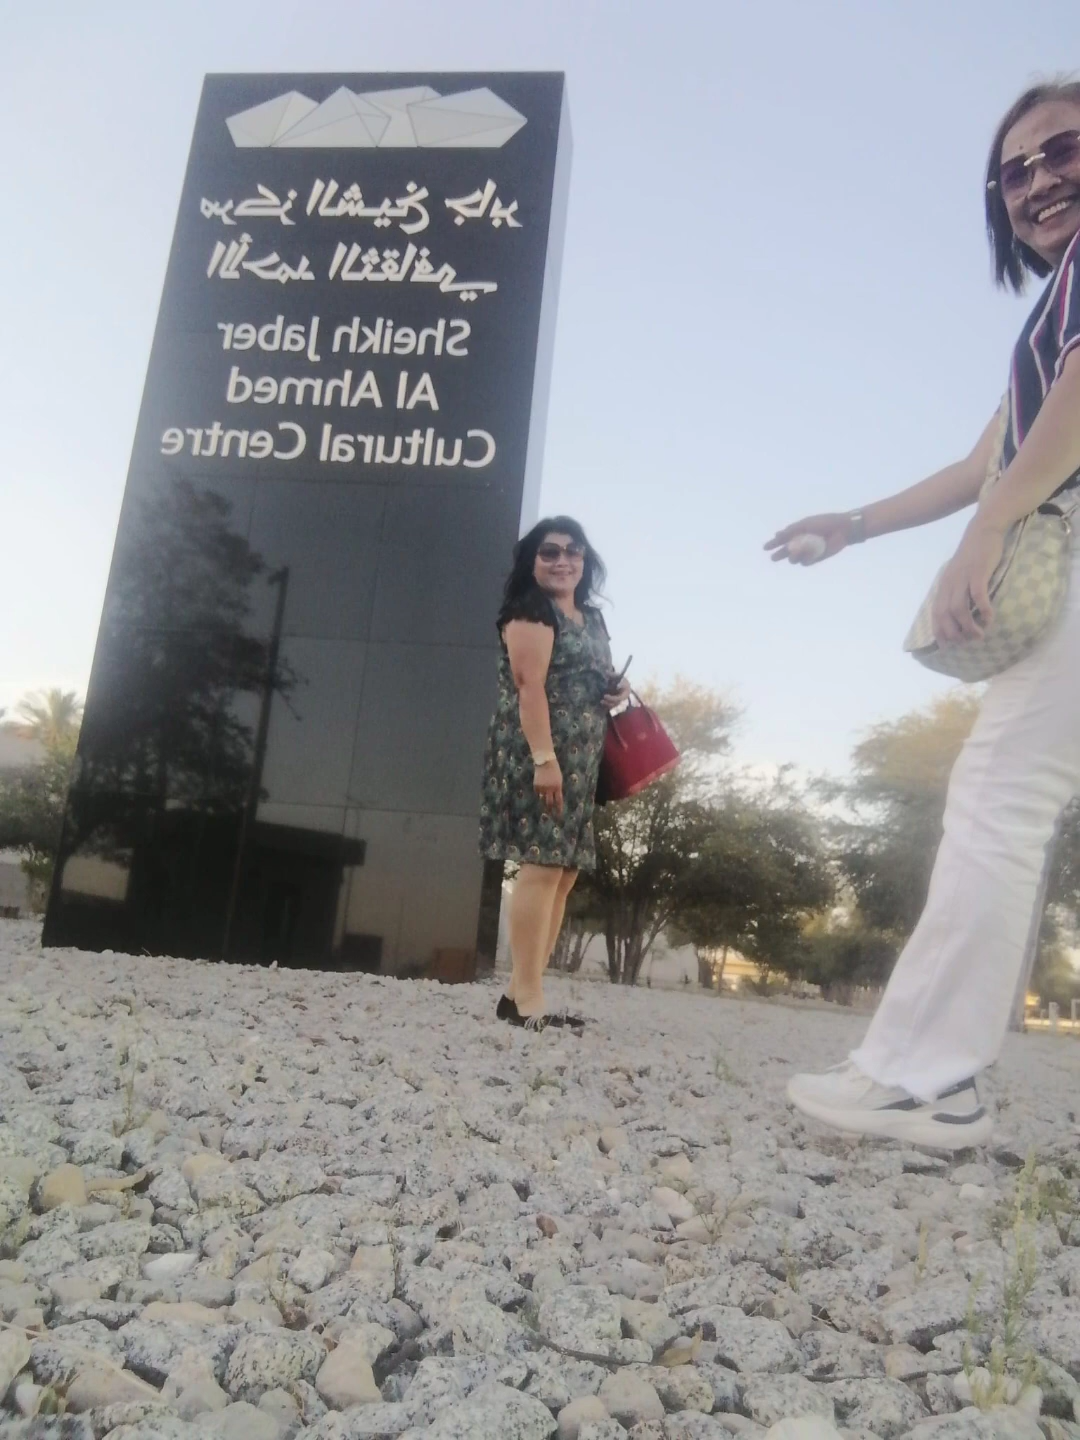 مركز الشيخ جابر
الأحمد الثقافي
Sheikh Jaber
Al Ahmed
Cultural Centre